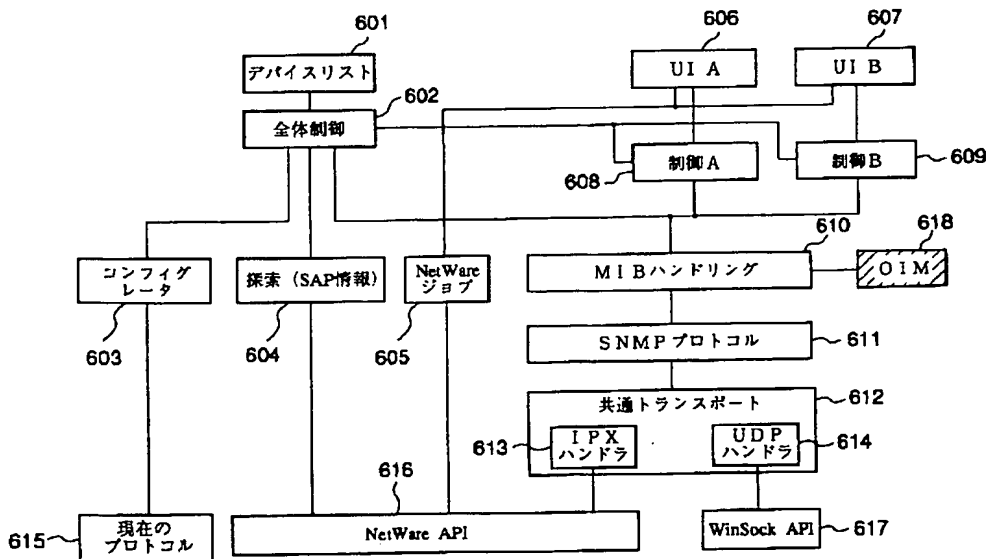 601
デバイスリスト
602
全体制御
606
UI A
607
UI B
制御A
608
制御B
609
コンフィグ
レータ
603
探索 (SAP情報)
604
NetWare
ジョブ
605
610
MIBハンドリング
618
OIM
SNMPプロトコル
611
共通トランスポート
612
613
IPX
ハンドラ
UDP
ハンドラ
614
615
現在の
プロトコル
616
NetWare API
WinSock API
617